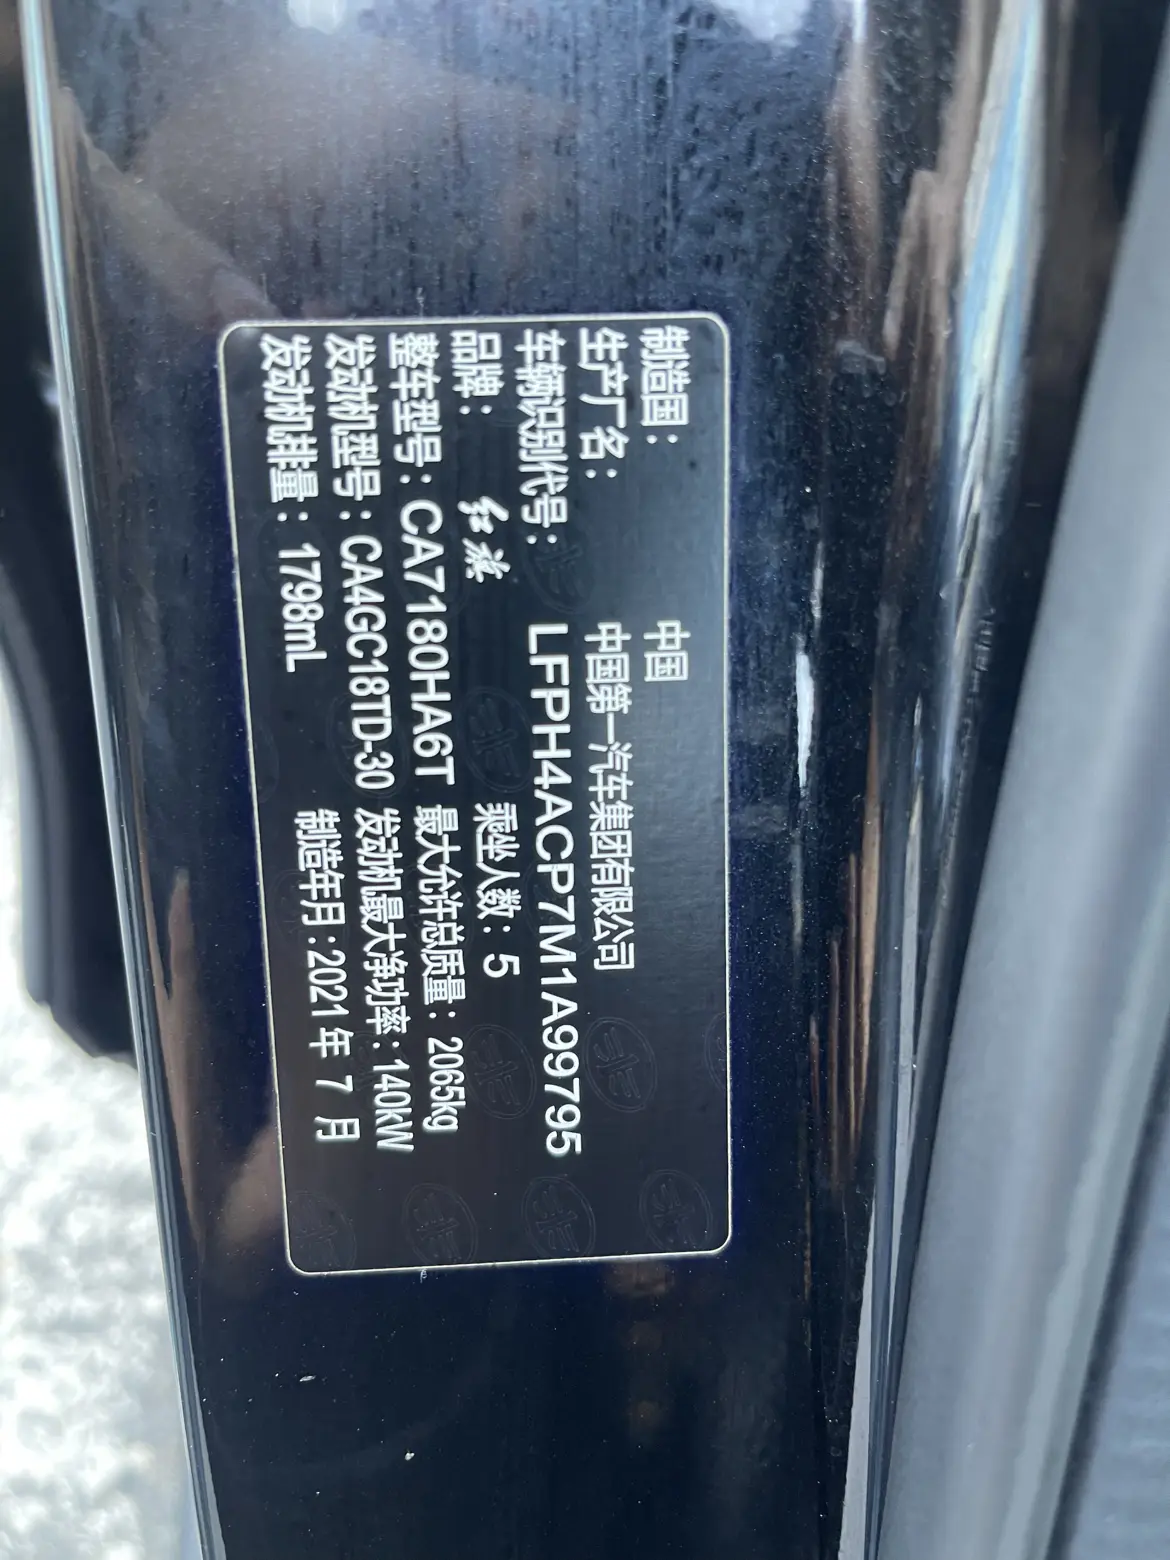 制造国： 中国
生产厂名： 中国第一汽车集团有限公司
车辆识别代号： LFPH4ACP7M1A99795
品牌： 红旗 乘坐人数：5
整车型号：CA7180HA6T 最大允许总质量：2065kg
发动机型号：CA4GC18TD-30 发动机最大净功率：140kW
发动机排量：1798mL 制造年月：2021年 7 月